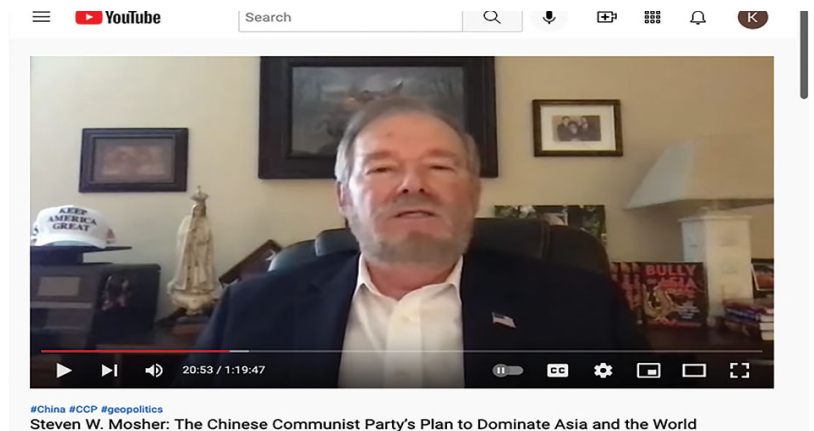 YouTube
Search
K
KEEP
AMERICA
GREAT
BULLY
OF
ASIA
20:53 / 1:19:47
CC
#China #CCP #geopolitics
Steven W. Mosher: The Chinese Communist Party's Plan to Dominate Asia and the World